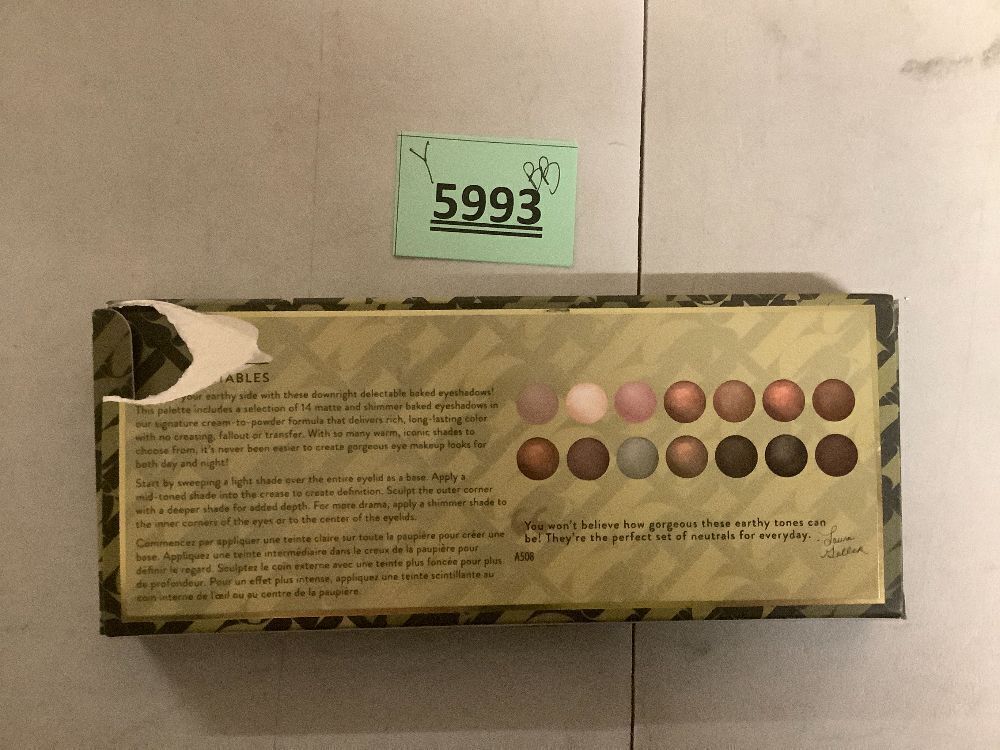 5993
TABLES
your earthy side with these downright delectable baked eyeshadows!
This palette includes a selection of 14 matte and shimmer baked eyeshadows in
our signature cream-to-powder formula that delivers rich, long-lasting color
with no creasing, fallout or transfer. With so many warm, iconic shades to
choose from, it's never been easier to create gorgeous eye makeup looks for
both day and night!
Start by sweeping a light shade over the entire eyelid as a base. Apply a
mid-toned shade into the crease to create definition. Sculpt the outer corner
with a deeper shade for added depth. For more drama, apply a shimmer shade to
the inner corners of the eyes or to the center of the eyelids.
Commencez par appliquer une teinte claire sur toute la paupière pour créer une
base. Appliquez une teinte intermédiaire dans le creux de la paupière pour
définir le regard. Sculptez le coin externe avec une teinte plus foncée pour plus
de profondeur. Pour un effet plus intense, appliquez une teinte scintillante au
coin interne de l'œil ou au centre de la paupière.
You won't believe how gorgeous these earthy tones can
be! They're the perfect set of neutrals for everyday. - Laura
Geller
A508